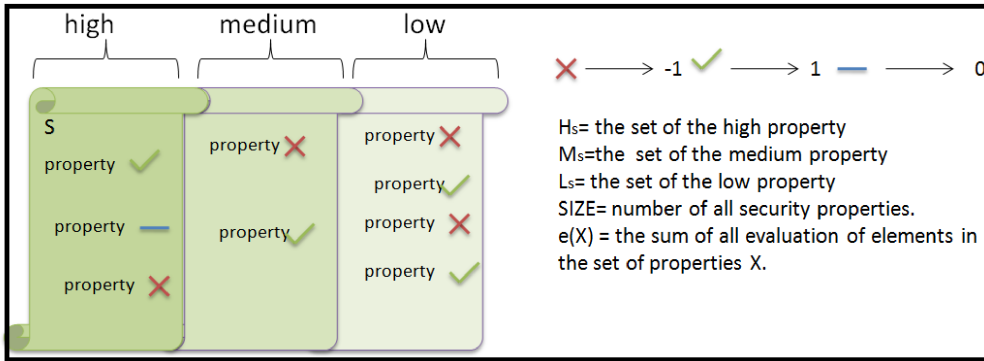 high medium low
S
property
property
property
property
property
property
property
property
property
-1 1 0
Hs= the set of the high property
Ms=the set of the medium property
Ls= the set of the low property
SIZE= number of all security properties.
e(X) = the sum of all evaluation of elements in
the set of properties X.